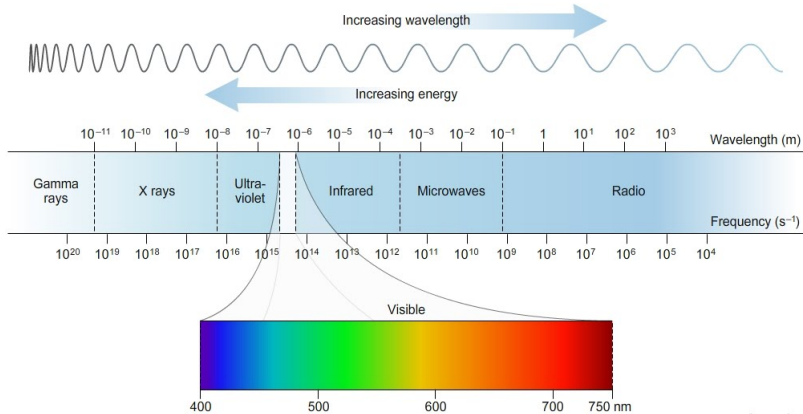 Increasing wavelength
Increasing energy
10⁻¹¹ 10⁻¹⁰ 10⁻⁹ 10⁻⁸ 10⁻⁷ 10⁻⁶ 10⁻⁵ 10⁻⁴ 10⁻³ 10⁻² 10⁻¹ 1 10¹ 10² 10³ Wavelength (m)
Gamma rays X rays Ultra-violet Infrared Microwaves Radio
Frequency (s⁻¹)
10²⁰ 10¹⁹ 10¹⁸ 10¹⁷ 10¹⁶ 10¹⁵ 10¹⁴ 10¹³ 10¹² 10¹¹ 10¹⁰ 10⁹ 10⁸ 10⁷ 10⁶ 10⁵ 10⁴
Visible
400 500 600 700 750 nm